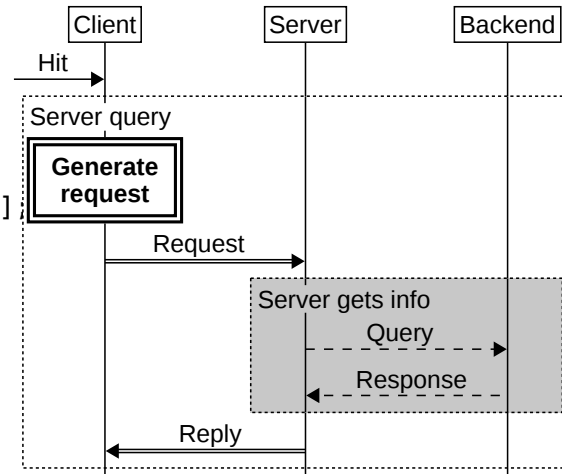 Client Server Backend
Hit
Server query
Generate
request
] ,
Request
Server gets info
Query
Response
Reply